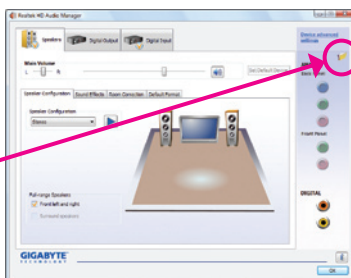 Realtek HD Audio Manager
Device advanced settings
Speakers
Digital Output
Digital Input
Main Volume
L
R
Set Default Device
Speaker Configuration
Sound Effects
Room Correction
Default Format
Speaker Configuration
Stereo
Front Panel
Full-range Speakers
Front left and right
Surround speakers
DIGITAL
GIGABYTE
TECHNOLOGY
OK